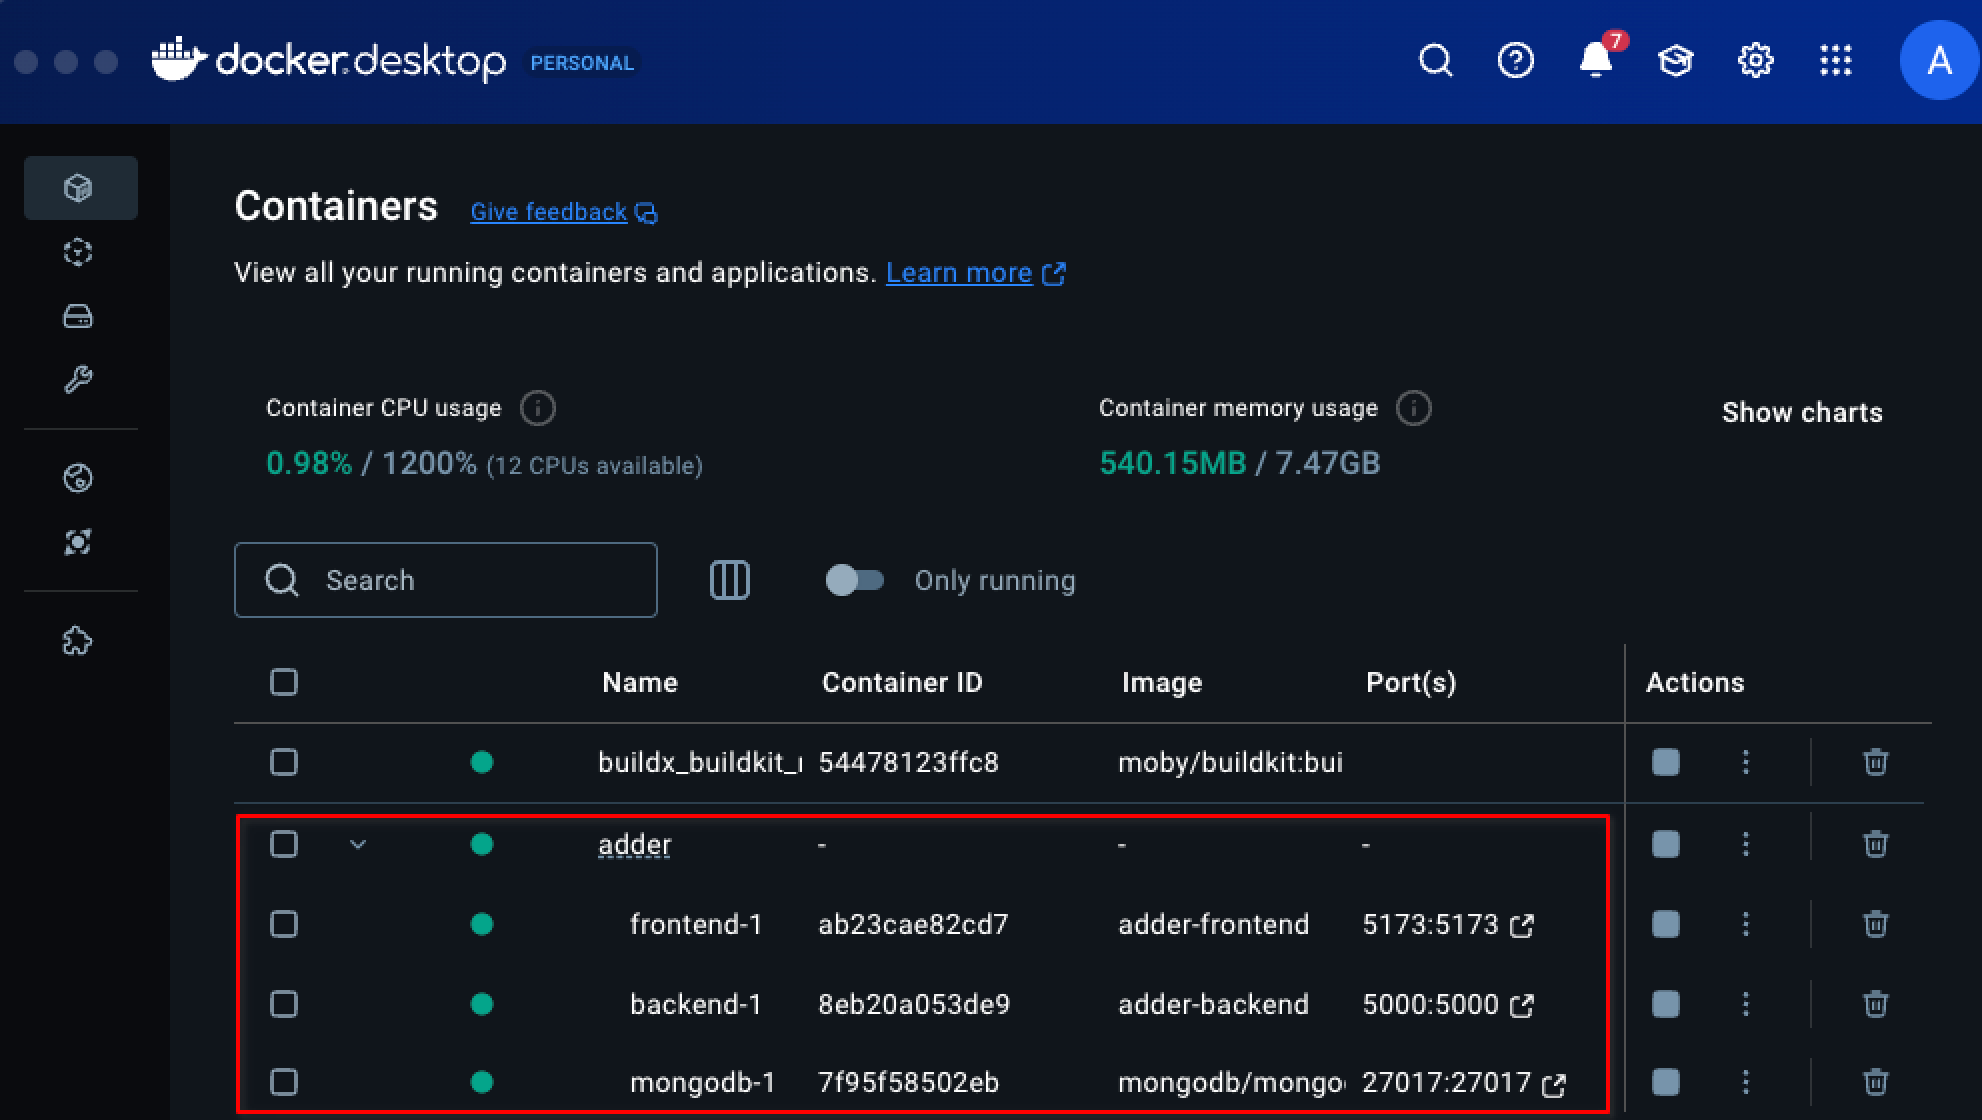 docker.desktop PERSONAL 7 A
Containers Give feedback
View all your running containers and applications. Learn more
Container CPU usage Container memory usage Show charts
0.98% / 1200% (12 CPUs available) 540.15MB / 7.47GB
Search Only running
Name Container ID Image Port(s) Actions
buildx_buildkit_ 54478123ffc8 moby/buildkit:bui
adder - - -
frontend-1 ab23cae82cd7 adder-frontend 5173:5173
backend-1 8eb20a053de9 adder-backend 5000:5000
mongodb-1 7f95f58502eb mongodb/mongo 27017:27017